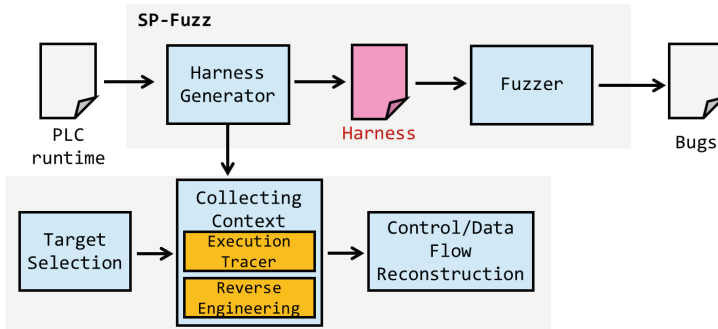 SP-Fuzz
Harness
Generator
Fuzzer
PLC
runtime
Harness
Bugs
Target
Selection
Collecting
Context
Execution
Tracer
Reverse
Engineering
Control/Data
Flow
Reconstruction